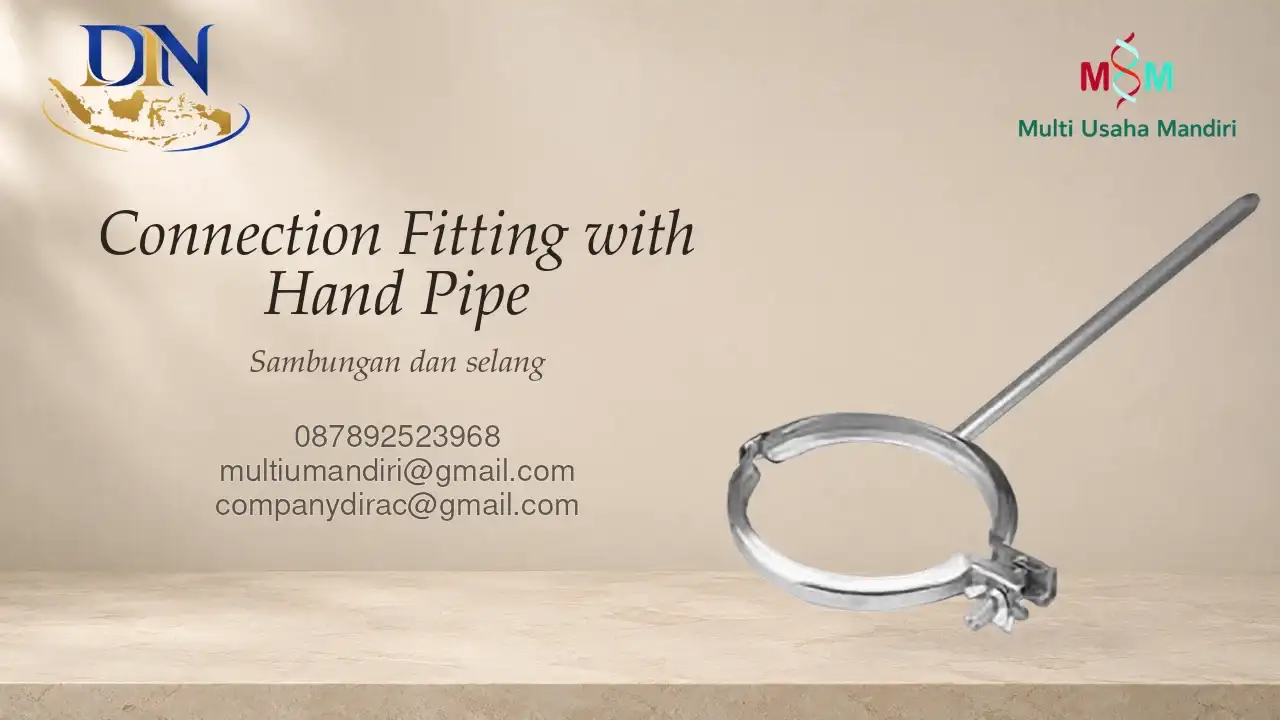 DN
M M
Multi Usaha Mandiri
Connection Fitting with
Hand Pipe
Sambungan dan selang
087892523968
multiumandiri@gmail.com
companydirac@gmail.com